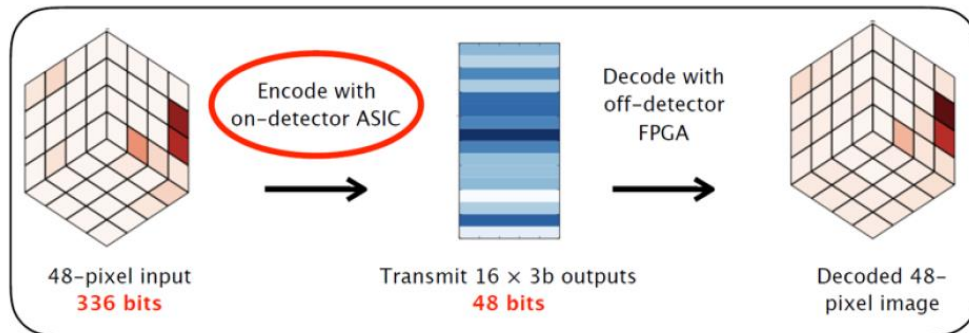 Encode with
on-detector ASIC
Decode with
off-detector
FPGA
48-pixel input
336 bits
Transmit 16 × 3b outputs
48 bits
Decoded 48-
pixel image